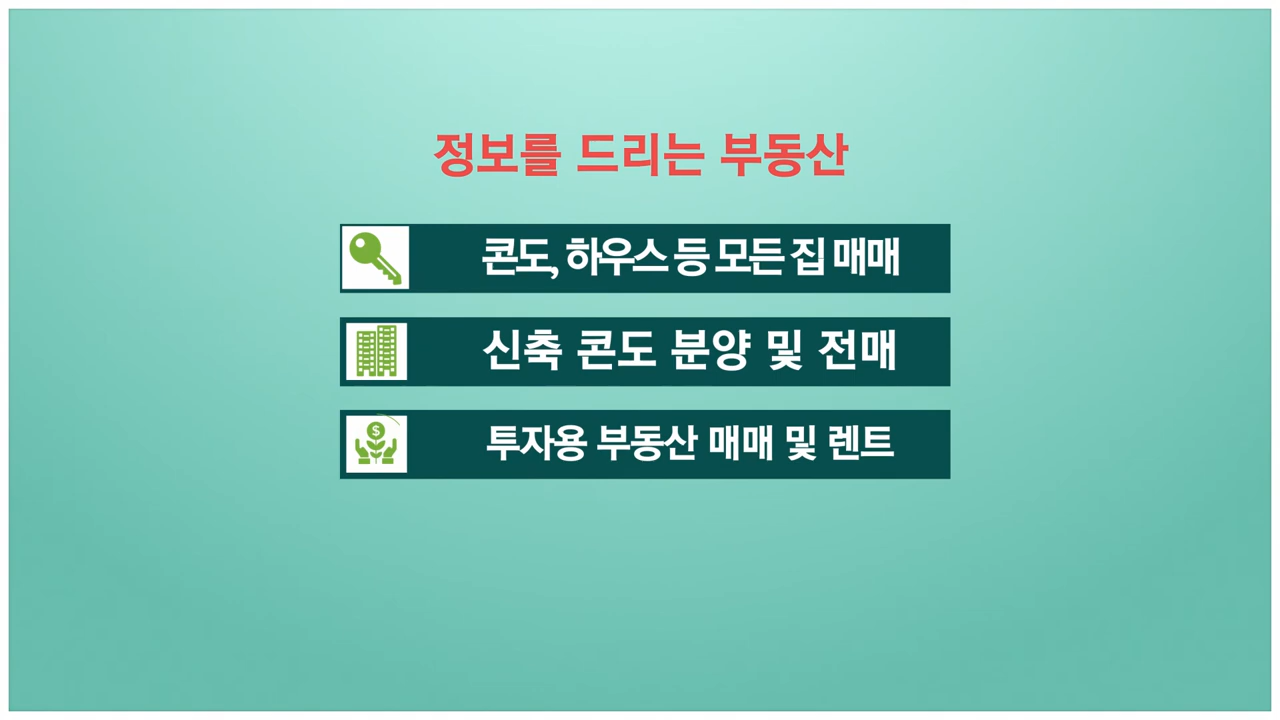 정보를 드리는 부동산
콘도, 하우스 등 모든 집 매매
신축 콘도 분양 및 전매
$
투자용 부동산 매매 및 렌트